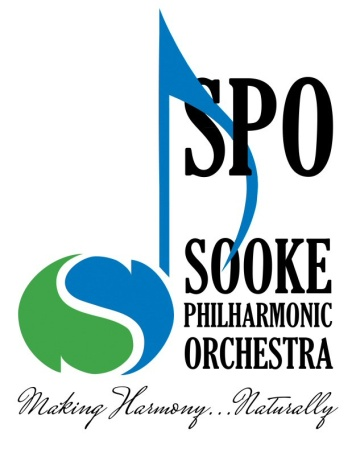 SPO
SOOKE
PHILHARMONIC
ORCHESTRA
Making Harmony...Naturally